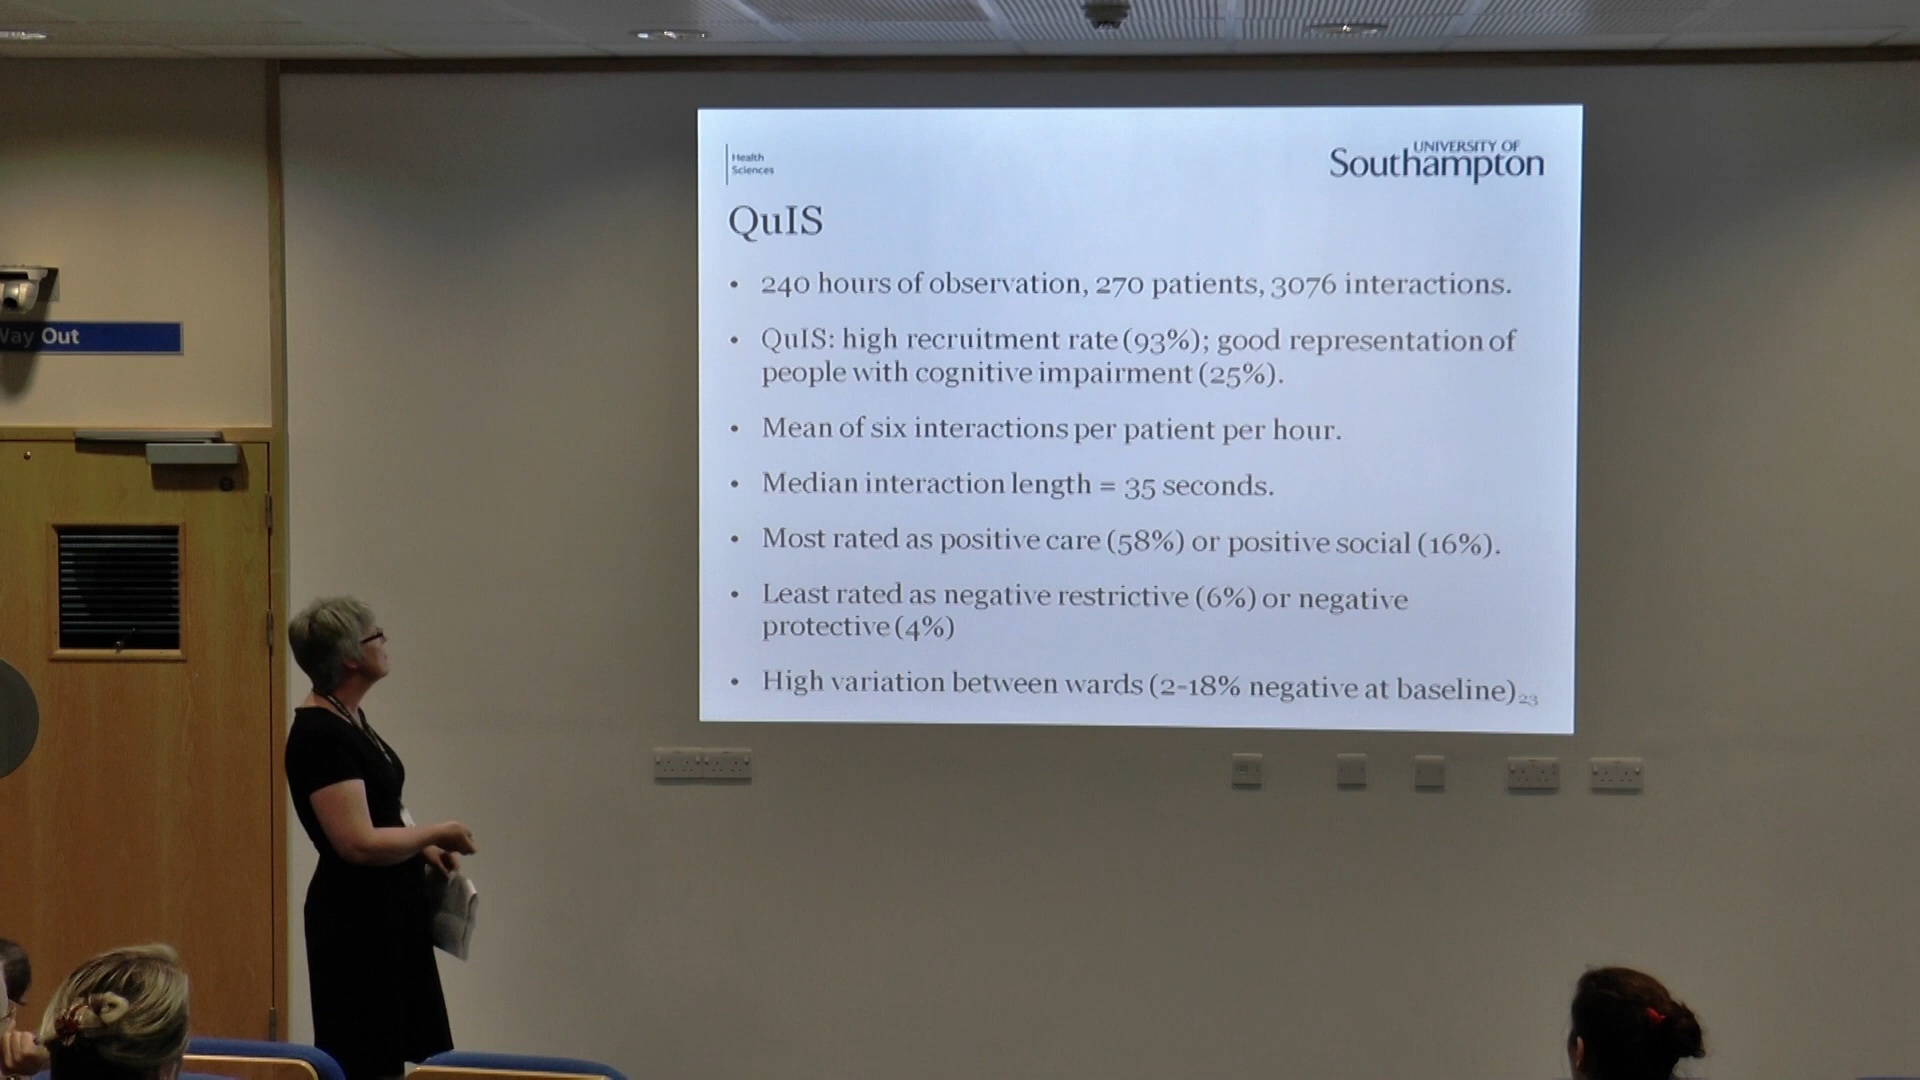 Health
Sciences
UNIVERSITY OF
Southampton
QuIS
• 240 hours of observation, 270 patients, 3076 interactions.
• QuIS: high recruitment rate (93%); good representation of
people with cognitive impairment (25%).
• Mean of six interactions per patient per hour.
• Median interaction length = 35 seconds.
• Most rated as positive care (58%) or positive social (16%).
• Least rated as negative restrictive (6%) or negative
protective (4%)
• High variation between wards (2-18% negative at baseline)
23
Way Out